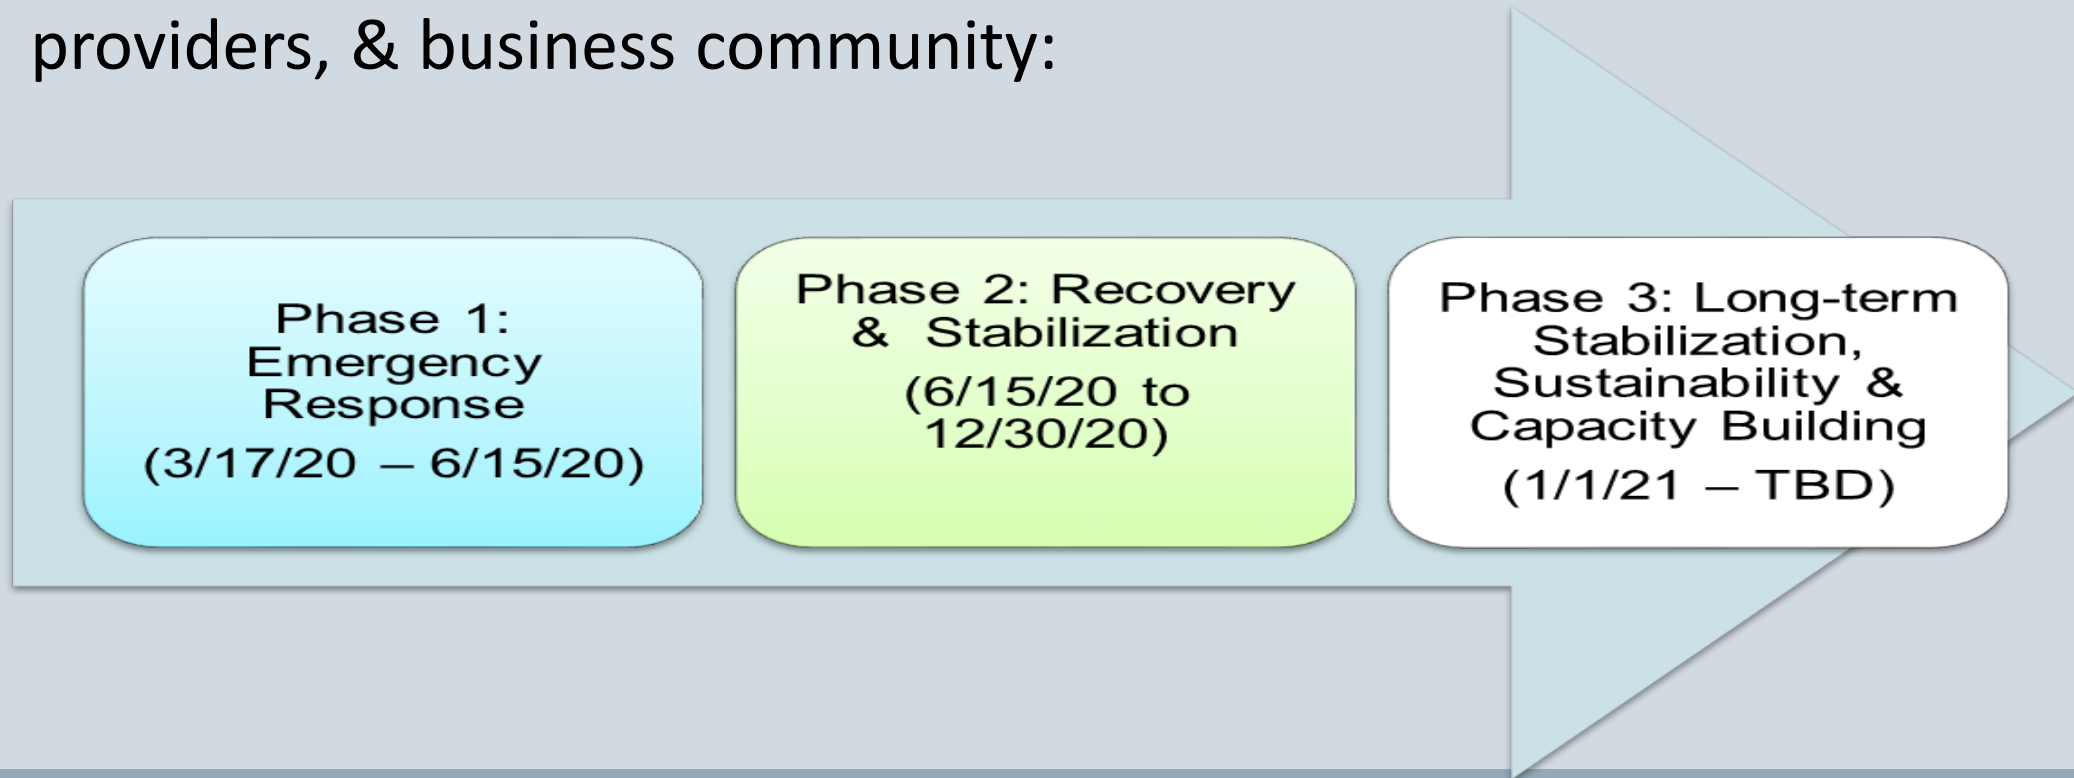 providers, & business community:
Phase 1:
Emergency
Response
(3/17/20 – 6/15/20)
Phase 2: Recovery
& Stabilization
(6/15/20 to
12/30/20)
Phase 3: Long-term
Stabilization,
Sustainability &
Capacity Building
(1/1/21 – TBD)